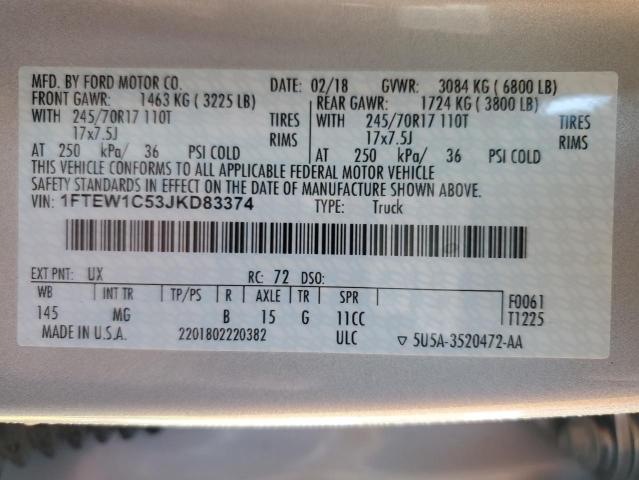 MFD. BY FORD MOTOR CO. DATE: 02/18 GVWR: 3084 KG (6800 LB)
FRONT GAWR: 1463 KG (3225 LB) REAR GAWR: 1724 KG (3800 LB)
WITH 245/70R17 110T TIRES WITH 245/70R17 110T TIRES
17x7.5J RIMS 17x7.5J RIMS
AT 250 kPa/ 36 PSI COLD AT 250 kPa/ 36 PSI COLD
THIS VEHICLE CONFORMS TO ALL APPLICABLE FEDERAL MOTOR VEHICLE
SAFETY STANDARDS IN EFFECT ON THE DATE OF MANUFACTURE SHOWN ABOVE.
VIN: 1FTEW1C53JKD83374 TYPE: Truck
EXT PNT: UX RC: 72 DSO:
WB INT TR TP/PS R AXLE TR SPR F0061
145 MG B 15 G 11CC T1225
MADE IN U.S.A. 2201802220382 ULC ▽ 5U5A-3520472-AA